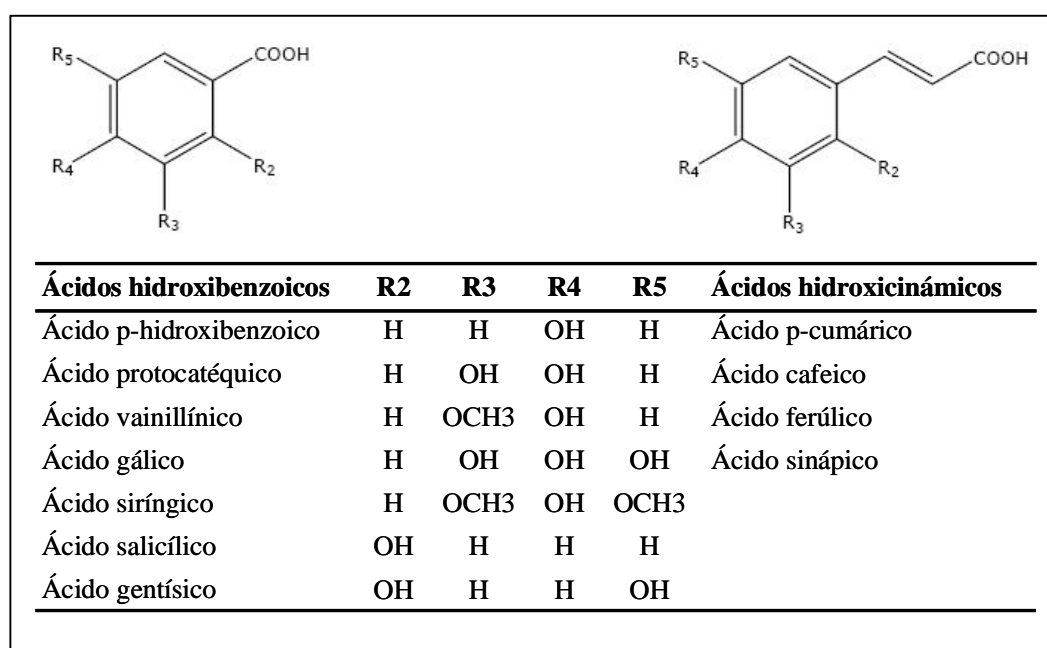 R5 COOH
R4 R2
R3
R5 COOH
R4 R2
R3
Ácidos hidroxibenzoicos R2 R3 R4 R5 Ácidos hidroxicinámicos
Ácido p-hidroxibenzoico H H OH H Ácido p-cumárico
Ácido protocatéquico H OH OH H Ácido cafeico
Ácido vainillínico H OCH3 OH H Ácido ferúlico
Ácido gálico H OH OH OH Ácido sinápico
Ácido siríngico H OCH3 OH OCH3
Ácido salicílico OH H H H
Ácido gentísico OH H H OH